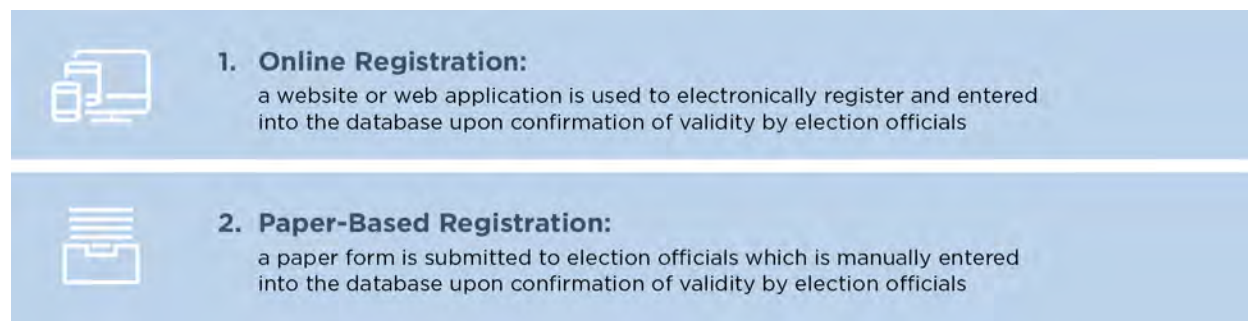 1. Online Registration:
a website or web application is used to electronically register and entered
into the database upon confirmation of validity by election officials
2. Paper-Based Registration:
a paper form is submitted to election officials which is manually entered
into the database upon confirmation of validity by election officials